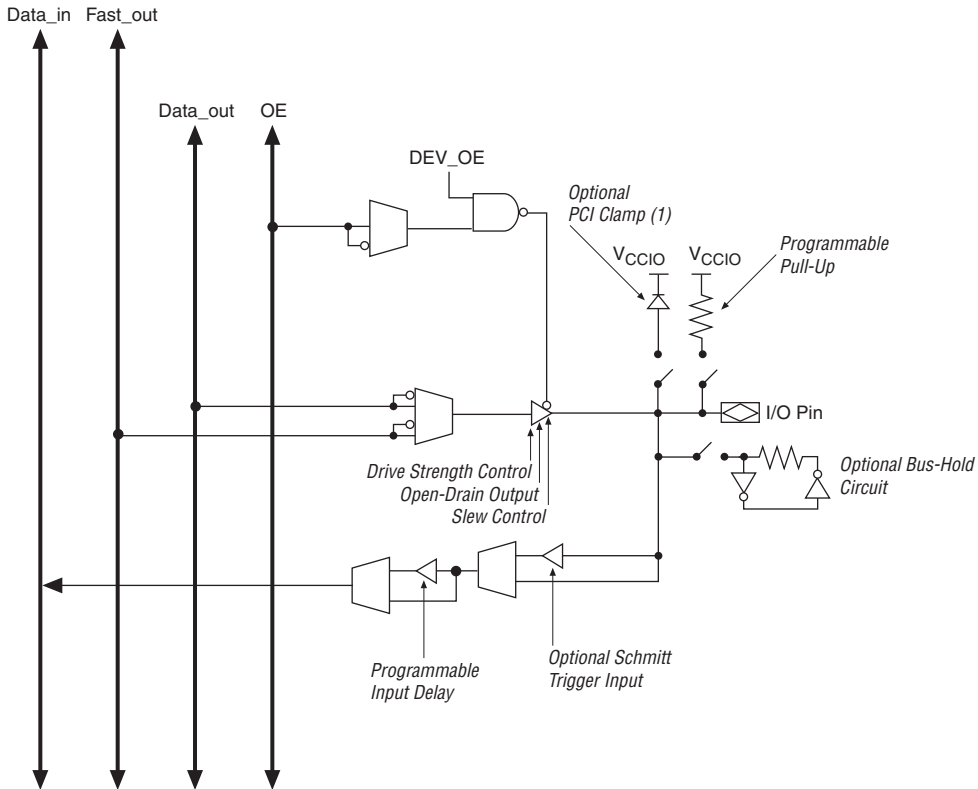 Data_in Fast_out
Data_out OE
DEV_OE
Optional
PCI Clamp (1)
VCCIO VCCIO
Programmable
Pull-Up
I/O Pin
Drive Strength Control
Open-Drain Output
Slew Control
Optional Bus-Hold
Circuit
Programmable
Input Delay
Optional Schmitt
Trigger Input